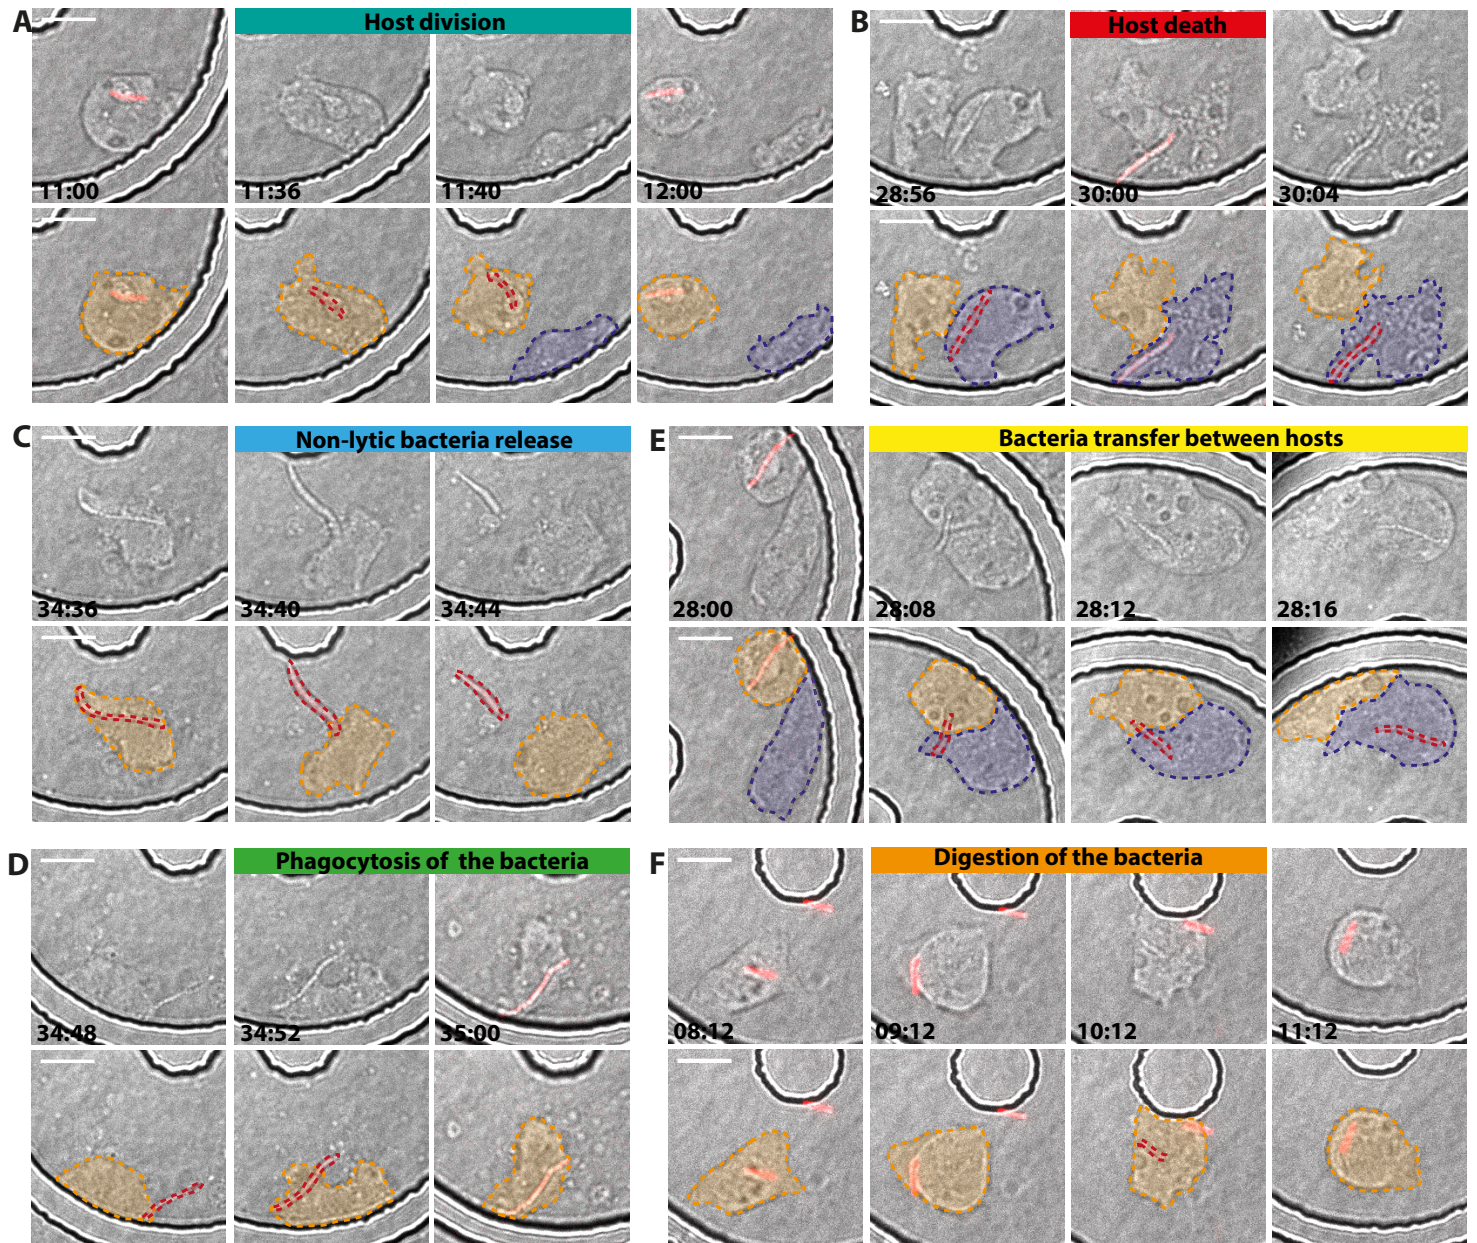 A
Host division
11:00
11:36
11:40
12:00
B
Host death
28:56
30:00
30:04
C
Non-lytic bacteria release
34:36
34:40
34:44
E
Bacteria transfer between hosts
28:00
28:08
28:12
28:16
D
Phagocytosis of the bacteria
34:48
34:52
35:00
F
Digestion of the bacteria
08:12
09:12
10:12
11:12